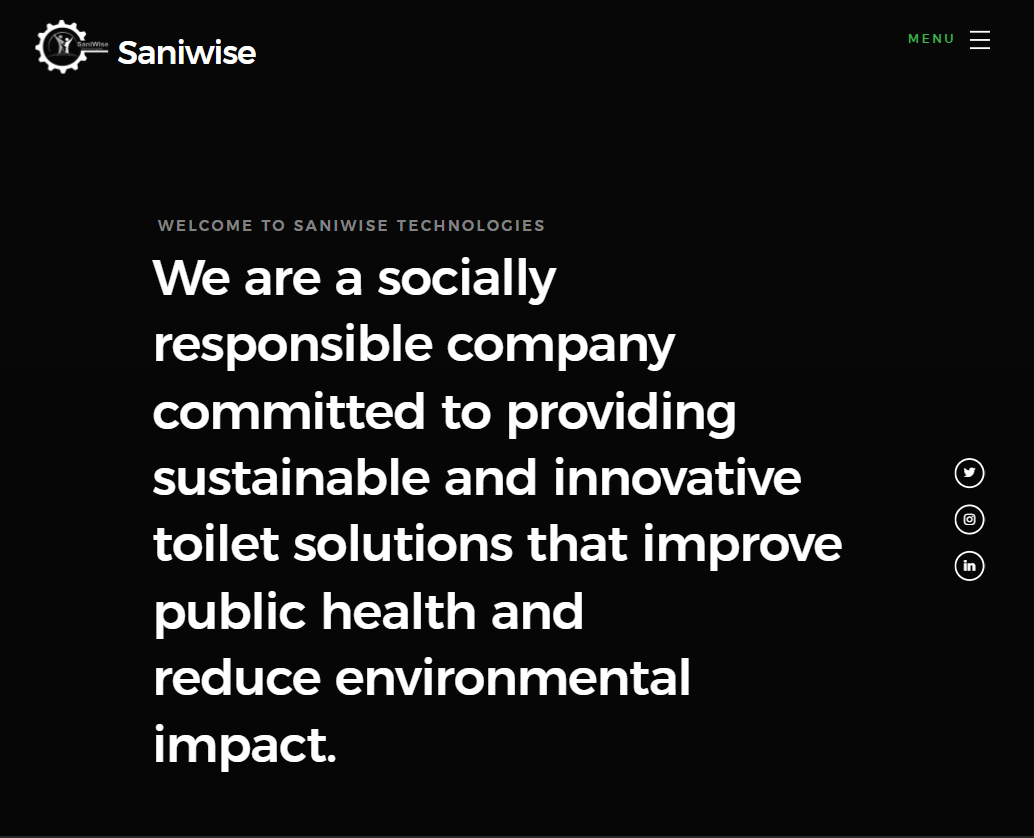 SaniWise
Saniwise
MENU
WELCOME TO SANIWISE TECHNOLOGIES
We are a socially
responsible company
committed to providing
sustainable and innovative
toilet solutions that improve
public health and
reduce environmental
impact.
in